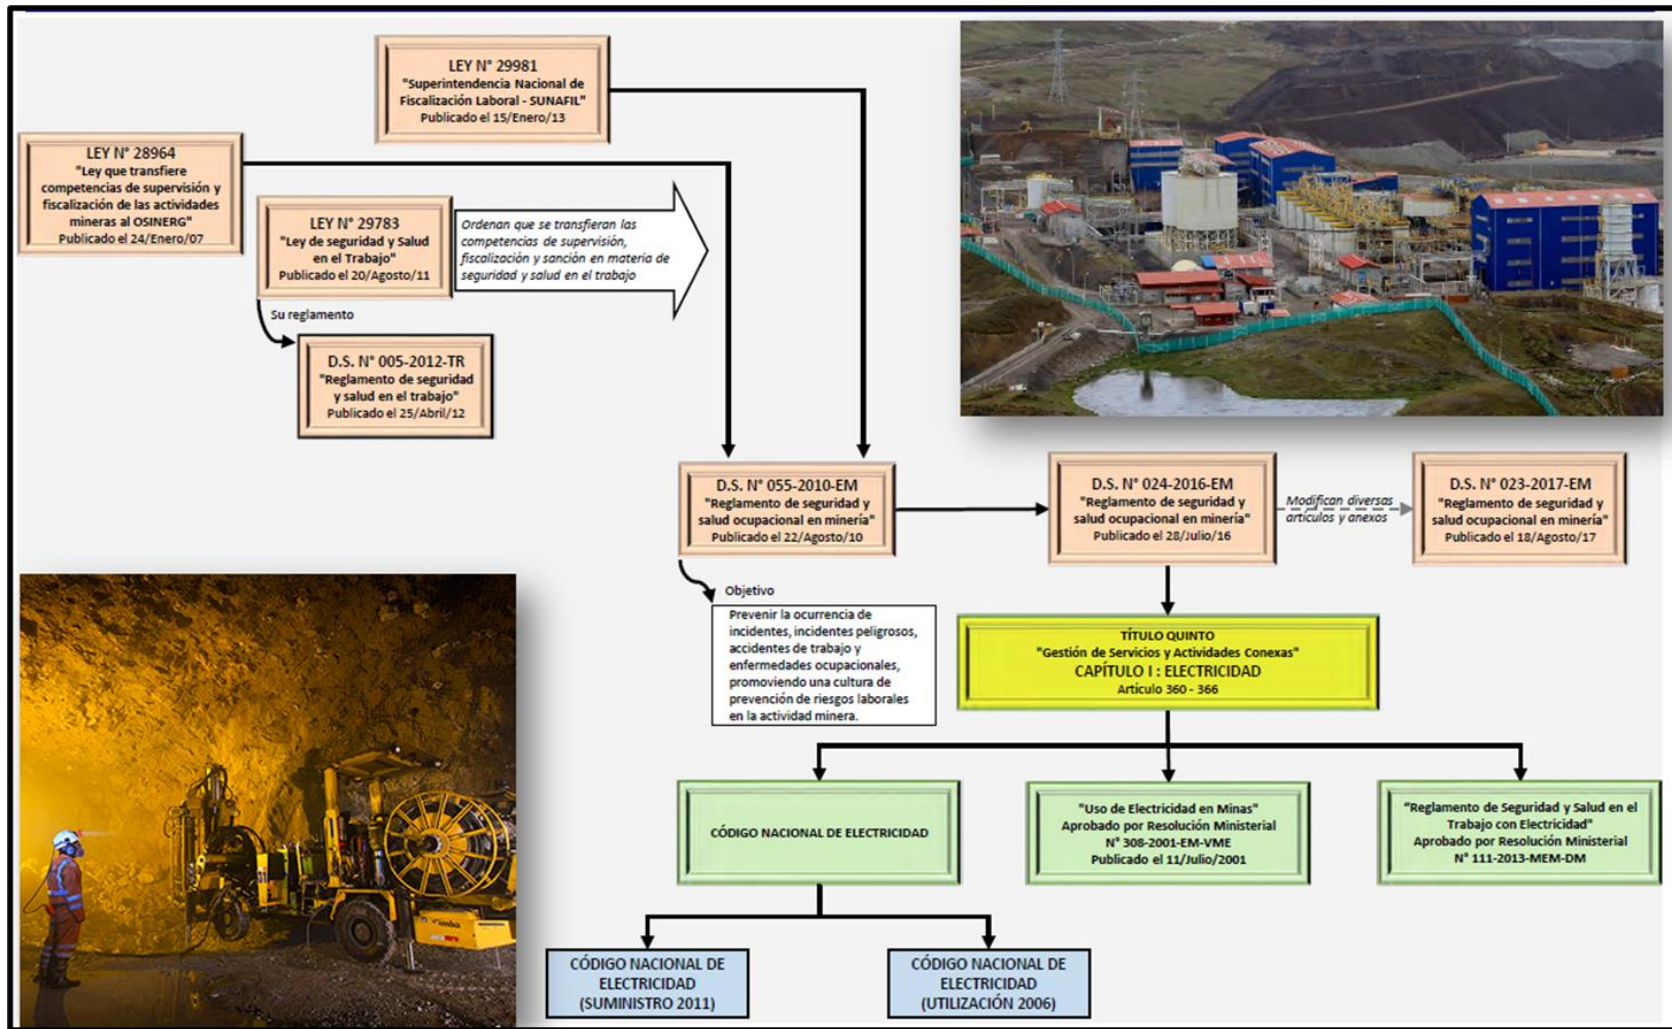 LEY N° 29981
"Superintendencia Nacional de
Fiscalización Laboral - SUNAFIL"
Publicado el 15/Enero/13
LEY N° 28964
"Ley que transfiere
competencias de supervisión y
fiscalización de las actividades
mineras al OSINERG"
Publicado el 24/Enero/07
LEY N° 29783
"Ley de seguridad y Salud
en el Trabajo"
Publicado el 20/Agosto/11
Ordenan que se transfieran las
competencias de supervisión,
fiscalización y sanción en materia de
seguridad y salud en el trabajo
Su reglamento
D.S. N° 005-2012-TR
"Reglamento de seguridad
y salud en el trabajo"
Publicado el 25/Abril/12
D.S. N° 055-2010-EM
"Reglamento de seguridad y
salud ocupacional en minería"
Publicado el 22/Agosto/10
D.S. N° 024-2016-EM
"Reglamento de seguridad y
salud ocupacional en minería"
Publicado el 28/Julio/16
Modifican diversas
artículos y anexos
D.S. N° 023-2017-EM
"Reglamento de seguridad y
salud ocupacional en minería"
Publicado el 18/Agosto/17
Objetivo
Prevenir la ocurrencia de
incidentes, incidentes peligrosos,
accidentes de trabajo y
enfermedades ocupacionales,
promoviendo una cultura de
prevención de riesgos laborales
en la actividad minera.
TÍTULO QUINTO
"Gestión de Servicios y Actividades Conexas"
CAPÍTULO I : ELECTRICIDAD
Artículo 360 - 366
CÓDIGO NACIONAL DE ELECTRICIDAD
"Uso de Electricidad en Minas"
Aprobado por Resolución Ministerial
N° 308-2001-EM-VME
Publicado el 11/Julio/2001
“Reglamento de Seguridad y Salud en el
Trabajo con Electricidad"
Aprobado por Resolución Ministerial
N° 111-2013-MEM-DM
CÓDIGO NACIONAL DE
ELECTRICIDAD
(SUMINISTRO 2011)
CÓDIGO NACIONAL DE
ELECTRICIDAD
(UTILIZACIÓN 2006)